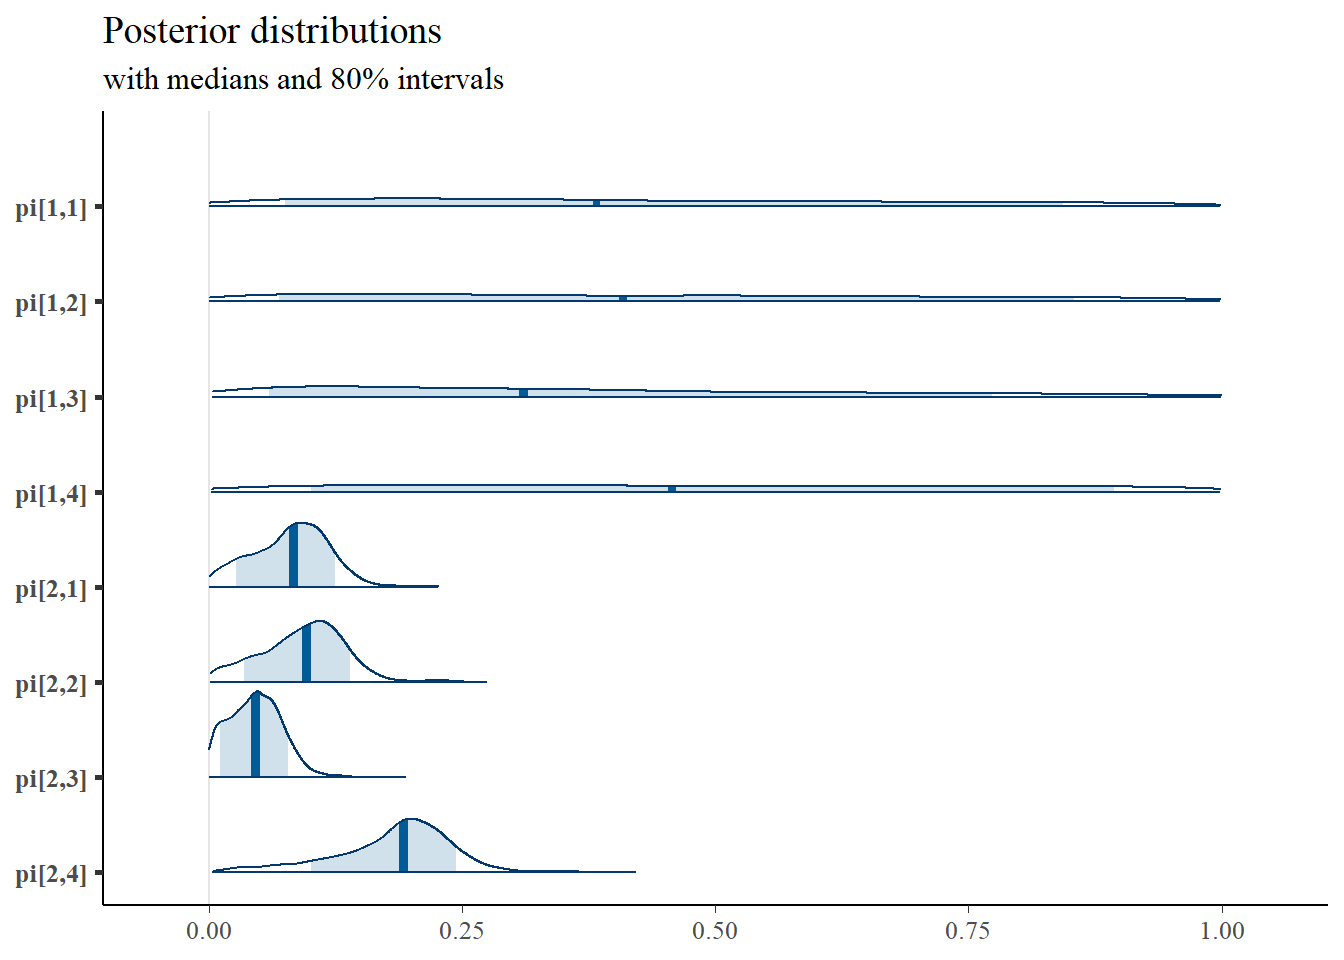 Posterior distributions
with medians and 80% intervals
pi[1,1]
pi[1,2]
pi[1,3]
pi[1,4]
pi[2,1]
pi[2,2]
pi[2,3]
pi[2,4]
0.00 0.25 0.50 0.75 1.00